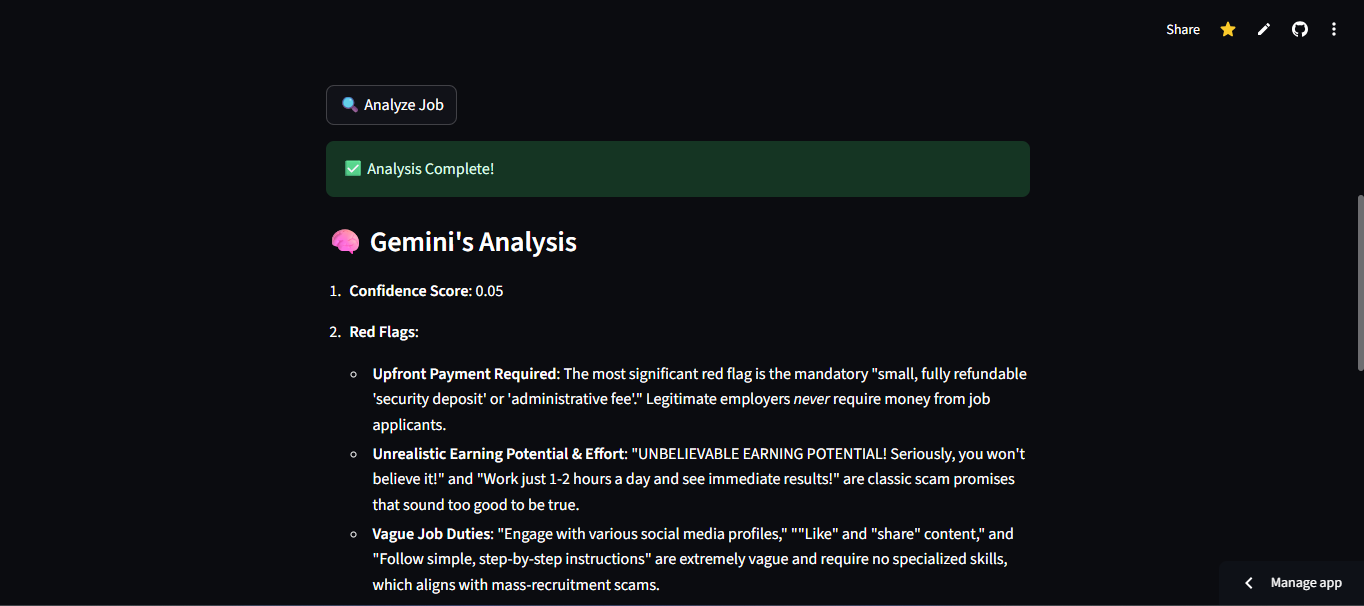 Share
Analyze Job
Analysis Complete!
Gemini's Analysis
1. Confidence Score: 0.05
2. Red Flags:
Upfront Payment Required: The most significant red flag is the mandatory "small, fully refundable
'security deposit' or 'administrative fee'." Legitimate employers never require money from job
applicants.
Unrealistic Earning Potential & Effort: "UNBELIEVABLE EARNING POTENTIAL! Seriously, you won't
believe it!" and "Work just 1-2 hours a day and see immediate results!" are classic scam promises
that sound too good to be true.
Vague Job Duties: "Engage with various social media profiles," ""Like" and "share" content," and
"Follow simple, step-by-step instructions" are extremely vague and require no specialized skills,
which aligns with mass-recruitment scams.
Manage app